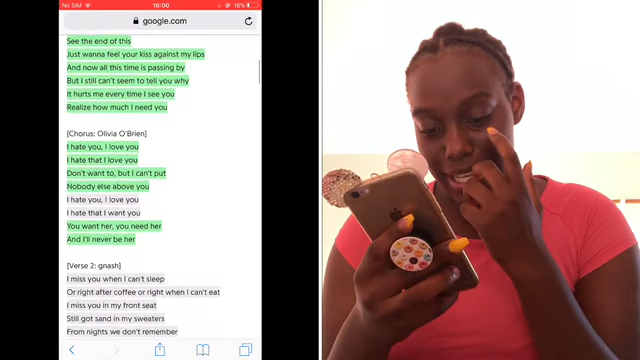 No SIM
16:00
16%
google.com
See the end of this
Just wanna feel your kiss against my lips
And now all this time is passing by
But I still can't seem to tell you why
It hurts me every time I see you
Realize how much I need you
[Chorus: Olivia O'Brien]
I hate you, I love you
I hate that I love you
Don't want to, but I can't put
Nobody else above you
I hate you, I love you
I hate that I want you
You want her, you need her
And I'll never be her
[Verse 2: gnash]
I miss you when I can't sleep
Or right after coffee or right when I can't eat
I miss you in my front seat
Still got sand in my sweaters
From nights we don't remember